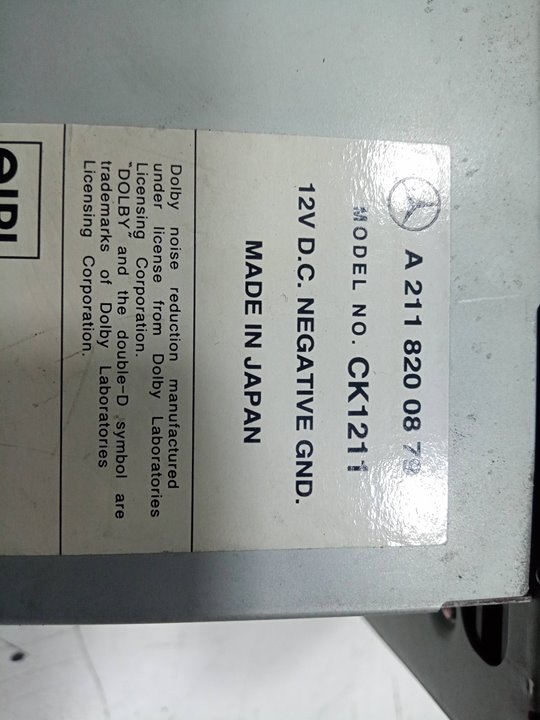 A 211 820 08 79
MODEL NO. CK1211
12V D.C. NEGATIVE GND.
MADE IN JAPAN
Dolby noise reduction manufactured
under license from Dolby Laboratories
Licensing Corporation.
"DOLBY" and the double-D symbol are
trademarks of Dolby Laboratories
Licensing Corporation.